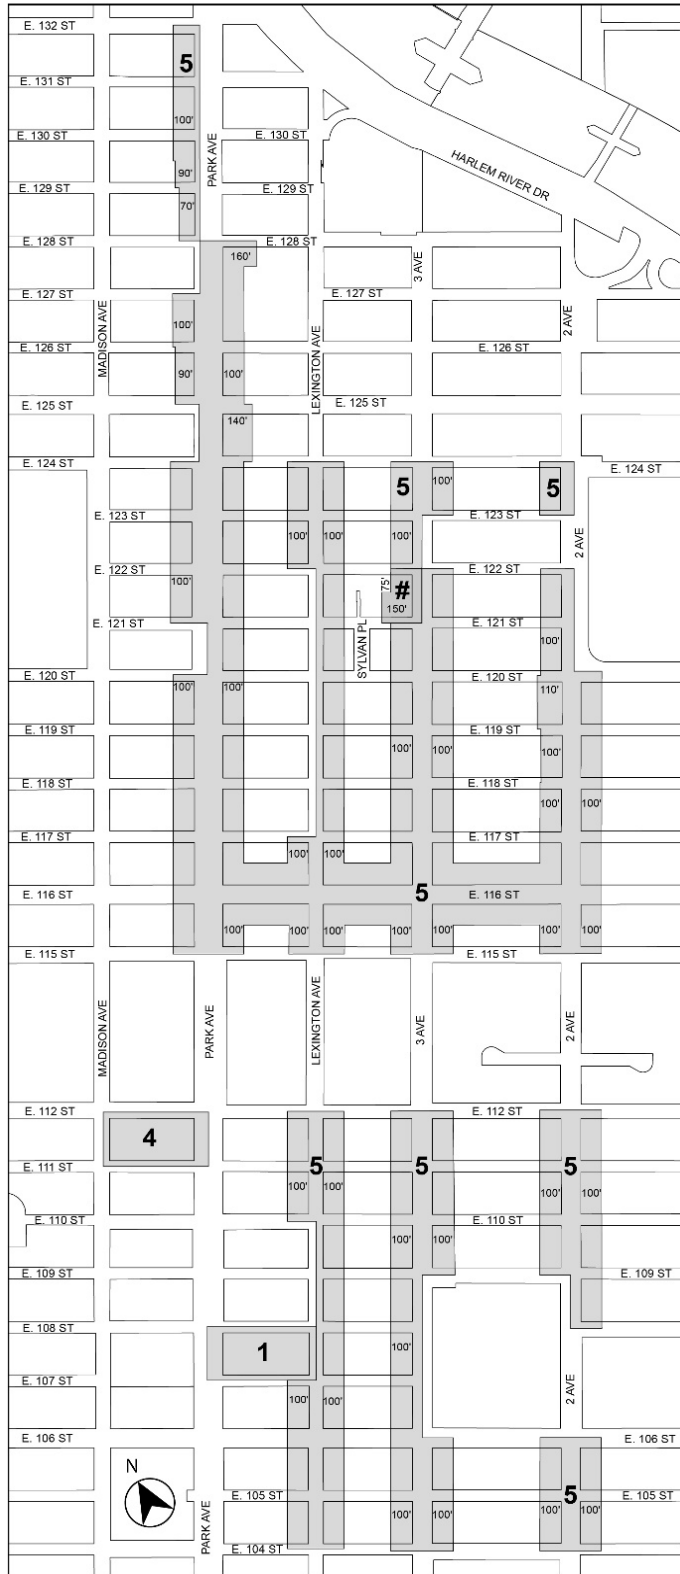 E. 132 ST
5
E. 131 ST
100'
E. 130 ST
E. 130 ST
PARK AVE
HARLEM RIVER DR
90'
E. 129 ST
E. 129 ST
70'
E. 128 ST
E. 128 ST
160'
3 AVE
E. 127 ST
E. 127 ST
MADISON AVE
100'
LEXINGTON AVE
2 AVE
E. 126 ST
E. 126 ST
90'
100'
E. 125 ST
E. 125 ST
140'
E. 124 ST
E. 124 ST
5
100'
5
E. 123 ST
E. 123 ST
100'
100'
100'
2 AVE
E. 122 ST
E. 122 ST
100'
75'
#
150'
E. 121 ST
E. 121 ST
SYLVAN PL
100'
E. 120 ST
E. 120 ST
100'
100'
110'
E. 119 ST
E. 119 ST
100'
100'
100'
E. 118 ST
E. 118 ST
100'
100'
E. 117 ST
E. 117 ST
100'
100'
E. 116 ST
5
E. 116 ST
100'
100'
100'
100'
100'
100'
100'
E. 115 ST
E. 115 ST
MADISON AVE
PARK AVE
LEXINGTON AVE
3 AVE
2 AVE
E. 112 ST
E. 112 ST
4
E. 111 ST
5
5
5
100'
100'
100'
100'
E. 110 ST
E. 110 ST
100'
100'
E. 109 ST
E. 109 ST
E. 108 ST
1
100'
E. 107 ST
100'
100'
2 AVE
E. 106 ST
E. 106 ST
N
E. 105 ST
5
E. 105 ST
100'
100'
100'
100'
PARK AVE
E. 104 ST